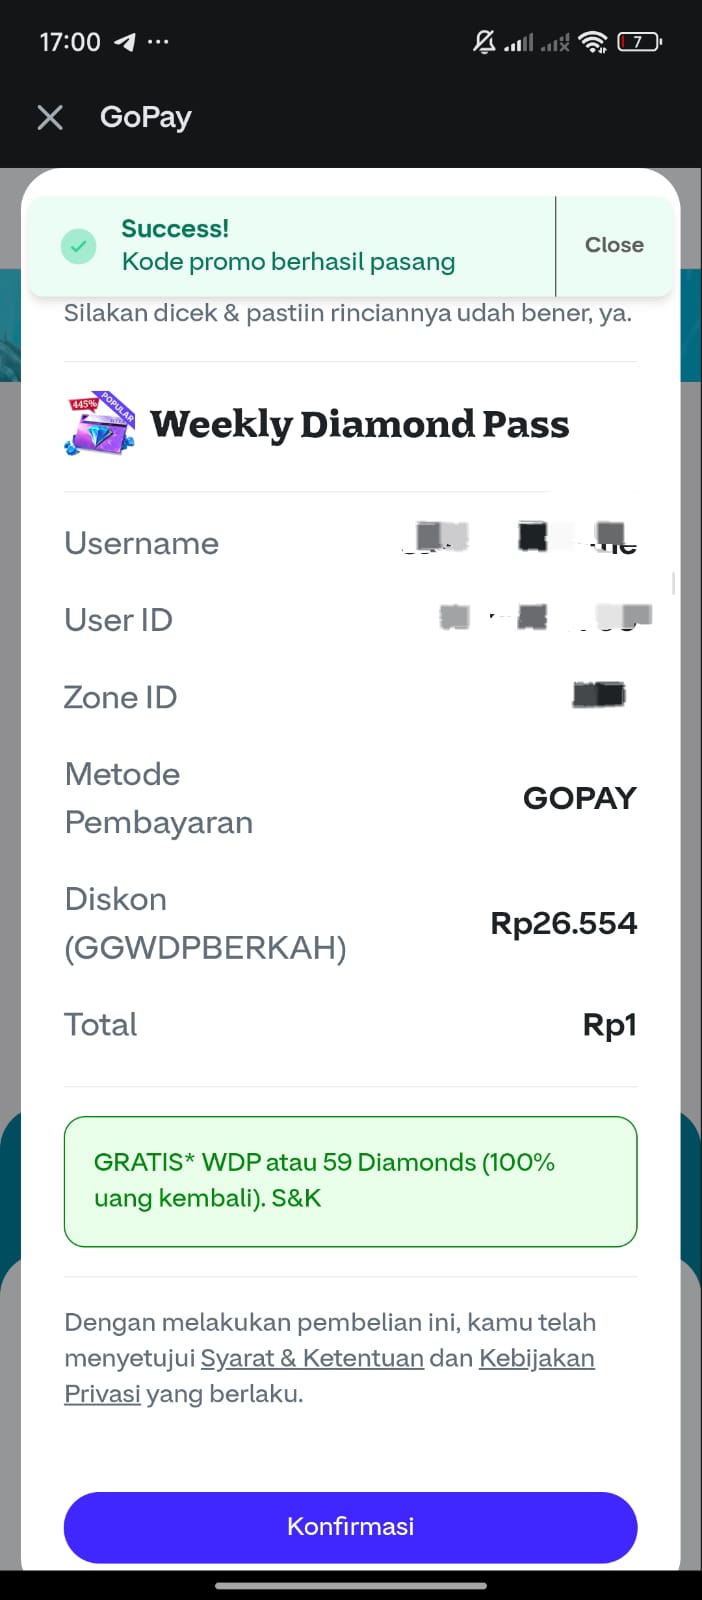 17:00
7
GoPay
Success!
Kode promo berhasil pasang
Close
Silakan dicek & pastiin rinciannya udah bener, ya.
445%
POPULAR
Weekly Diamond Pass
Username
User ID
Zone ID
Metode
Pembayaran
GOPAY
Diskon
(GGWDPBERKAH)
Rp26.554
Total
Rp1
GRATIS* WDP atau 59 Diamonds (100%
uang kembali). S&K
Dengan melakukan pembelian ini, kamu telah
menyetujui Syarat & Ketentuan dan Kebijakan
Privasi yang berlaku.
Konfirmasi